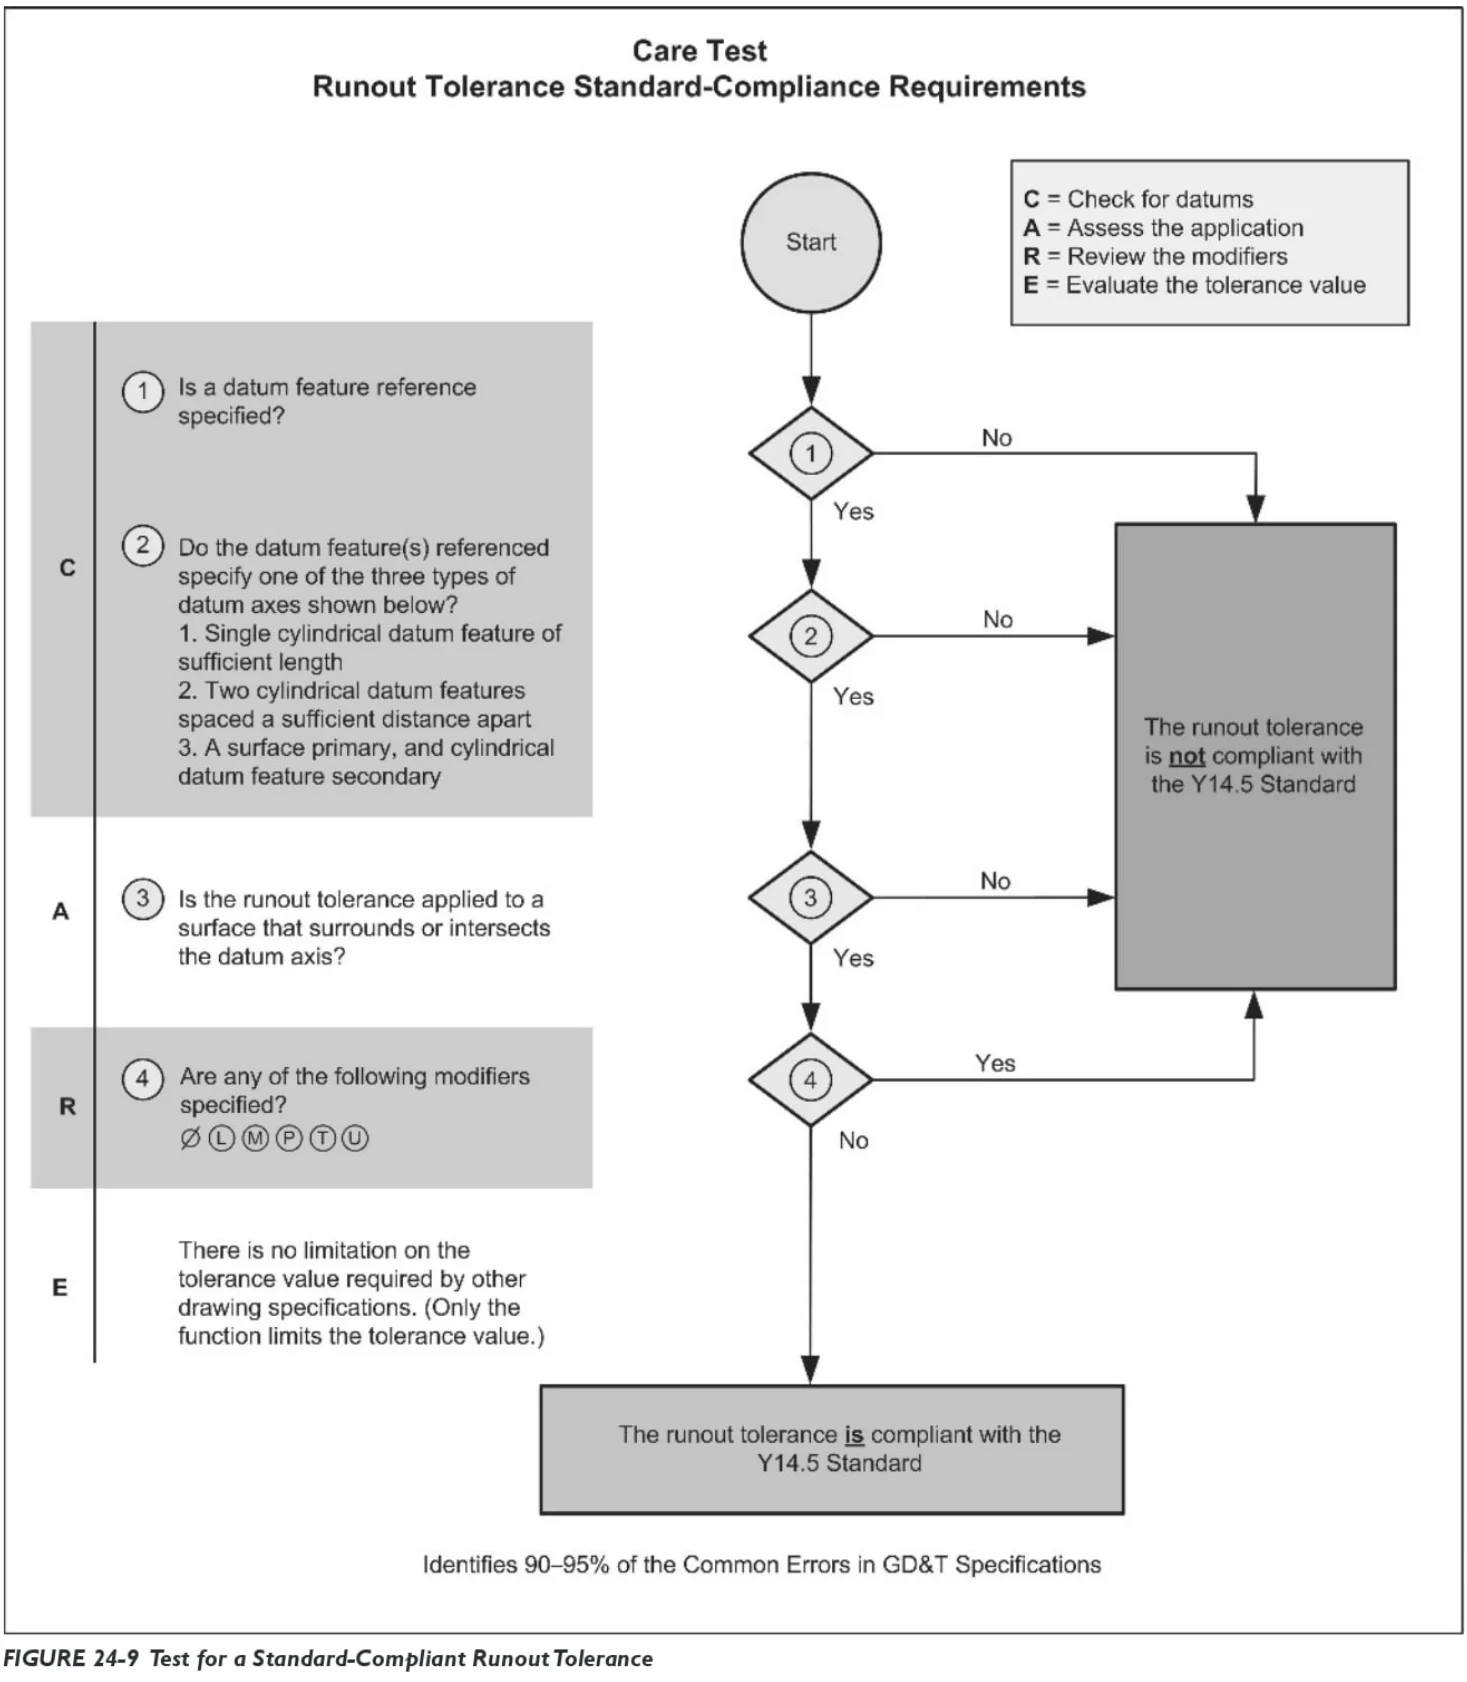 Care Test
Runout Tolerance Standard-Compliance Requirements
Start
C = Check for datums
A = Assess the application
R = Review the modifiers
E = Evaluate the tolerance value
C
1 Is a datum feature reference
specified?
2 Do the datum feature(s) referenced
specify one of the three types of
datum axes shown below?
1. Single cylindrical datum feature of
sufficient length
2. Two cylindrical datum features
spaced a sufficient distance apart
3. A surface primary, and cylindrical
datum feature secondary
A
3 Is the runout tolerance applied to a
surface that surrounds or intersects
the datum axis?
R
4 Are any of the following modifiers
specified?
∅ Ⓛ Ⓜ Ⓟ Ⓣ Ⓤ
E
There is no limitation on the
tolerance value required by other
drawing specifications. (Only the
function limits the tolerance value.)
1
No
Yes
2
No
Yes
3
No
Yes
4
Yes
No
The runout tolerance
is not compliant with
the Y14.5 Standard
The runout tolerance is compliant with the
Y14.5 Standard
Identifies 90–95% of the Common Errors in GD&T Specifications
FIGURE 24-9 Test for a Standard-Compliant Runout Tolerance